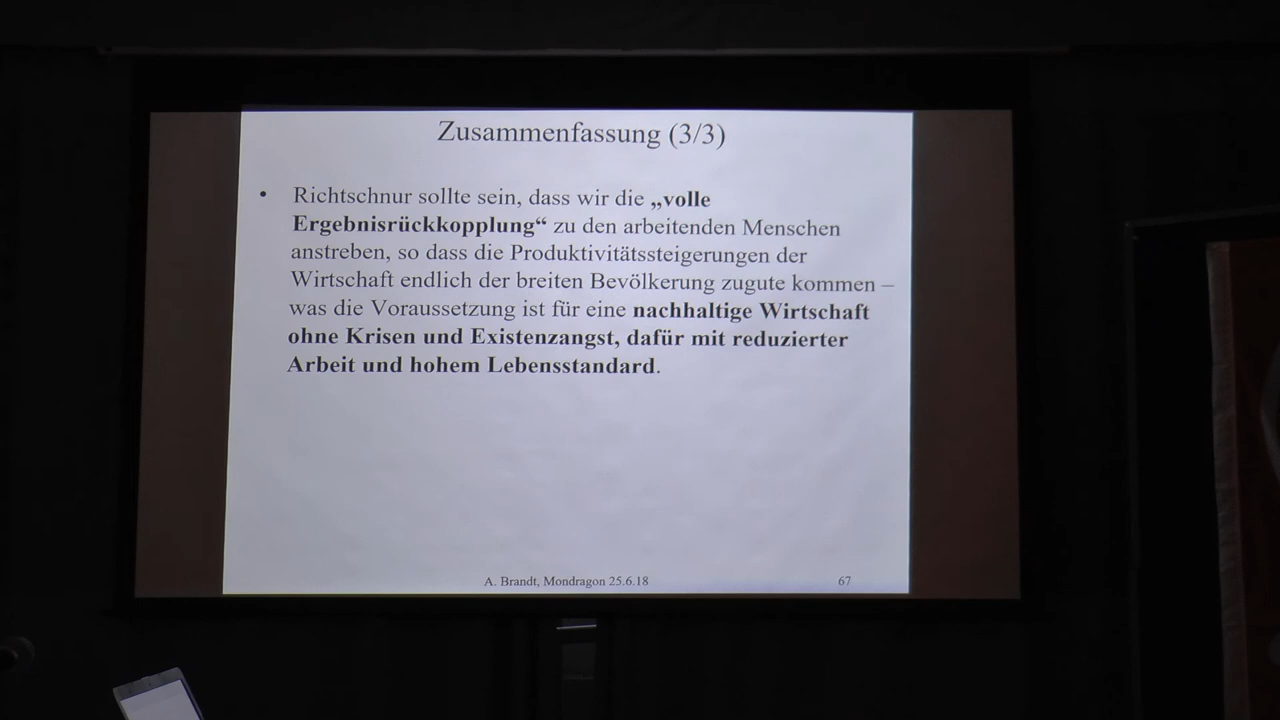 Zusammenfassung (3/3)
• Richtschnur sollte sein, dass wir die „volle
Ergebnisrückkopplung“ zu den arbeitenden Menschen
anstreben, so dass die Produktivitätssteigerungen der
Wirtschaft endlich der breiten Bevölkerung zugute kommen –
was die Voraussetzung ist für eine nachhaltige Wirtschaft
ohne Krisen und Existenzangst, dafür mit reduzierter
Arbeit und hohem Lebensstandard.
A. Brandt, Mondragon 25.6.18 67